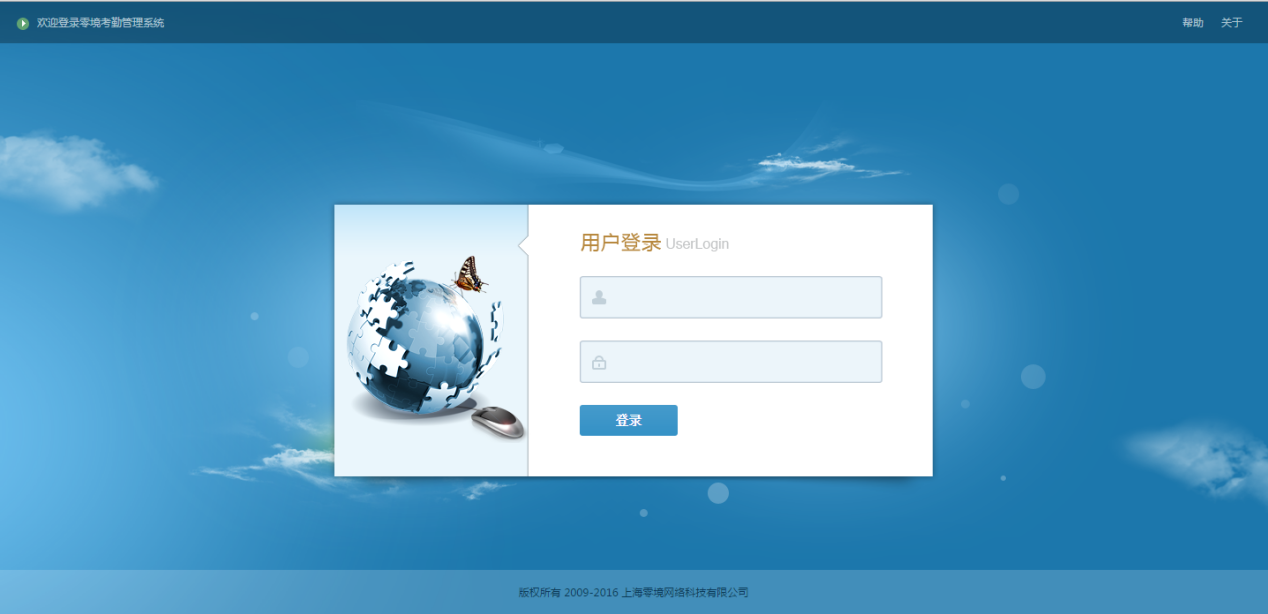 欢迎登录零境考勤管理系统
帮助 关于
用户登录 UserLogin
登录
版权所有 2009-2016 上海零境网络科技有限公司